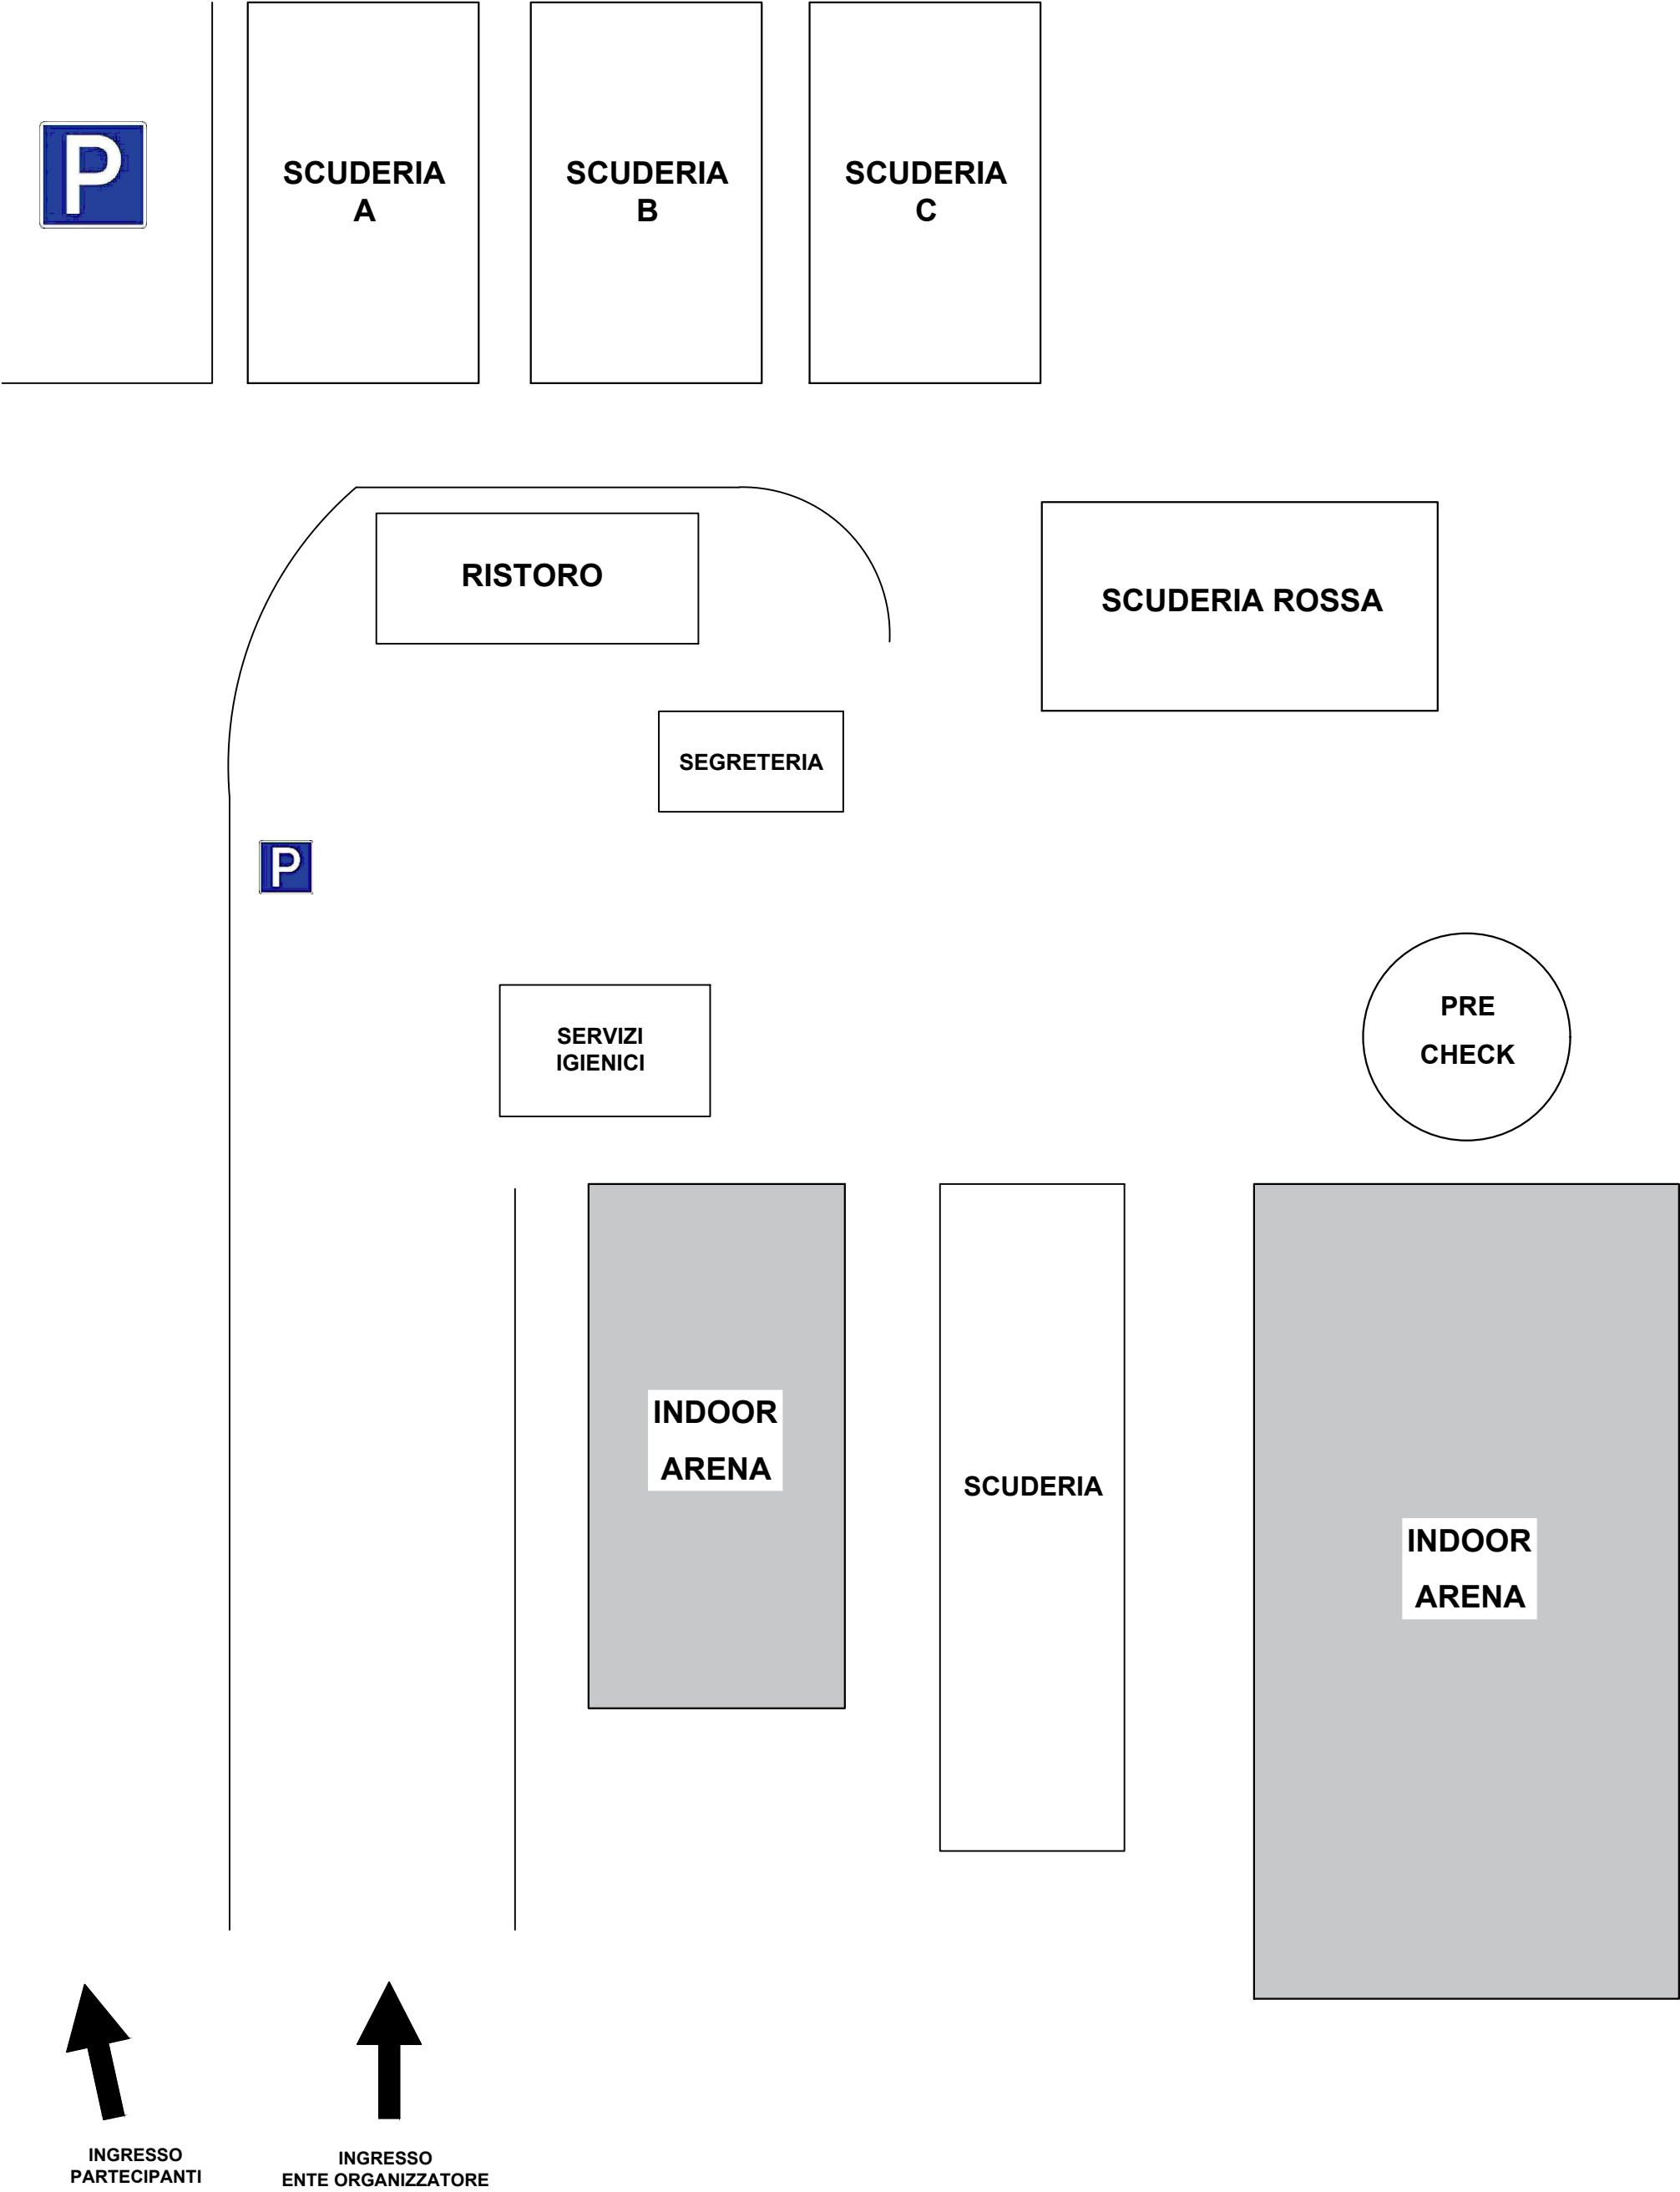 P
SCUDERIA
A
SCUDERIA
B
SCUDERIA
C
RISTORO
SCUDERIA ROSSA
SEGRETERIA
P
SERVIZI
IGIENICI
PRE
CHECK
INDOOR
ARENA
SCUDERIA
INDOOR
ARENA
INGRESSO
PARTECIPANTI
INGRESSO
ENTE ORGANIZZATORE